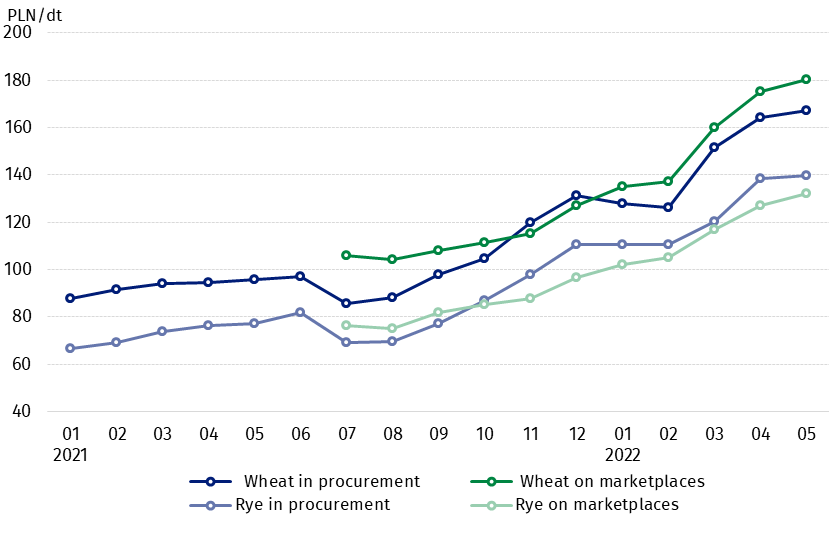 PLN/dt
200
180
160
140
120
100
80
60
40
01 02 03 04 05 06 07 08 09 10 11 12 01 02 03 04 05
2021 2022
Wheat in procurement Wheat on marketplaces
Rye in procurement Rye on marketplaces